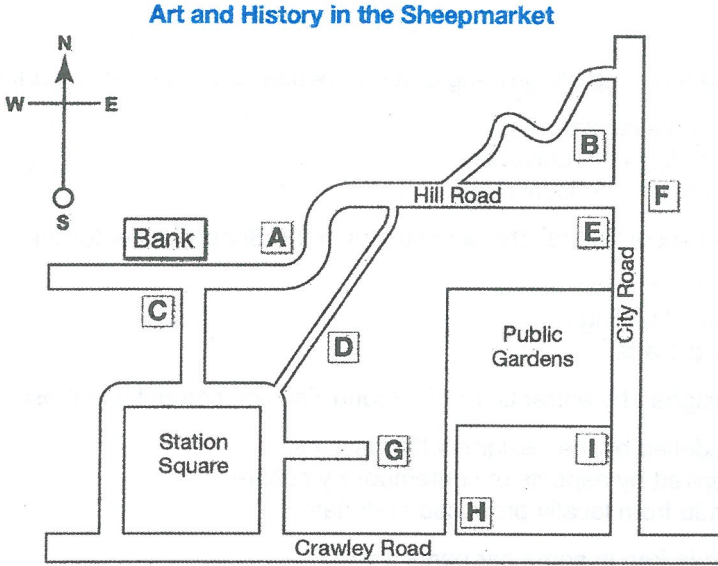 Art and History in the Sheepmarket
N
W
E
S
B
Hill Road
F
Bank
A
E
C
City Road
D
Public
Gardens
Station
Square
G
I
H
Crawley Road